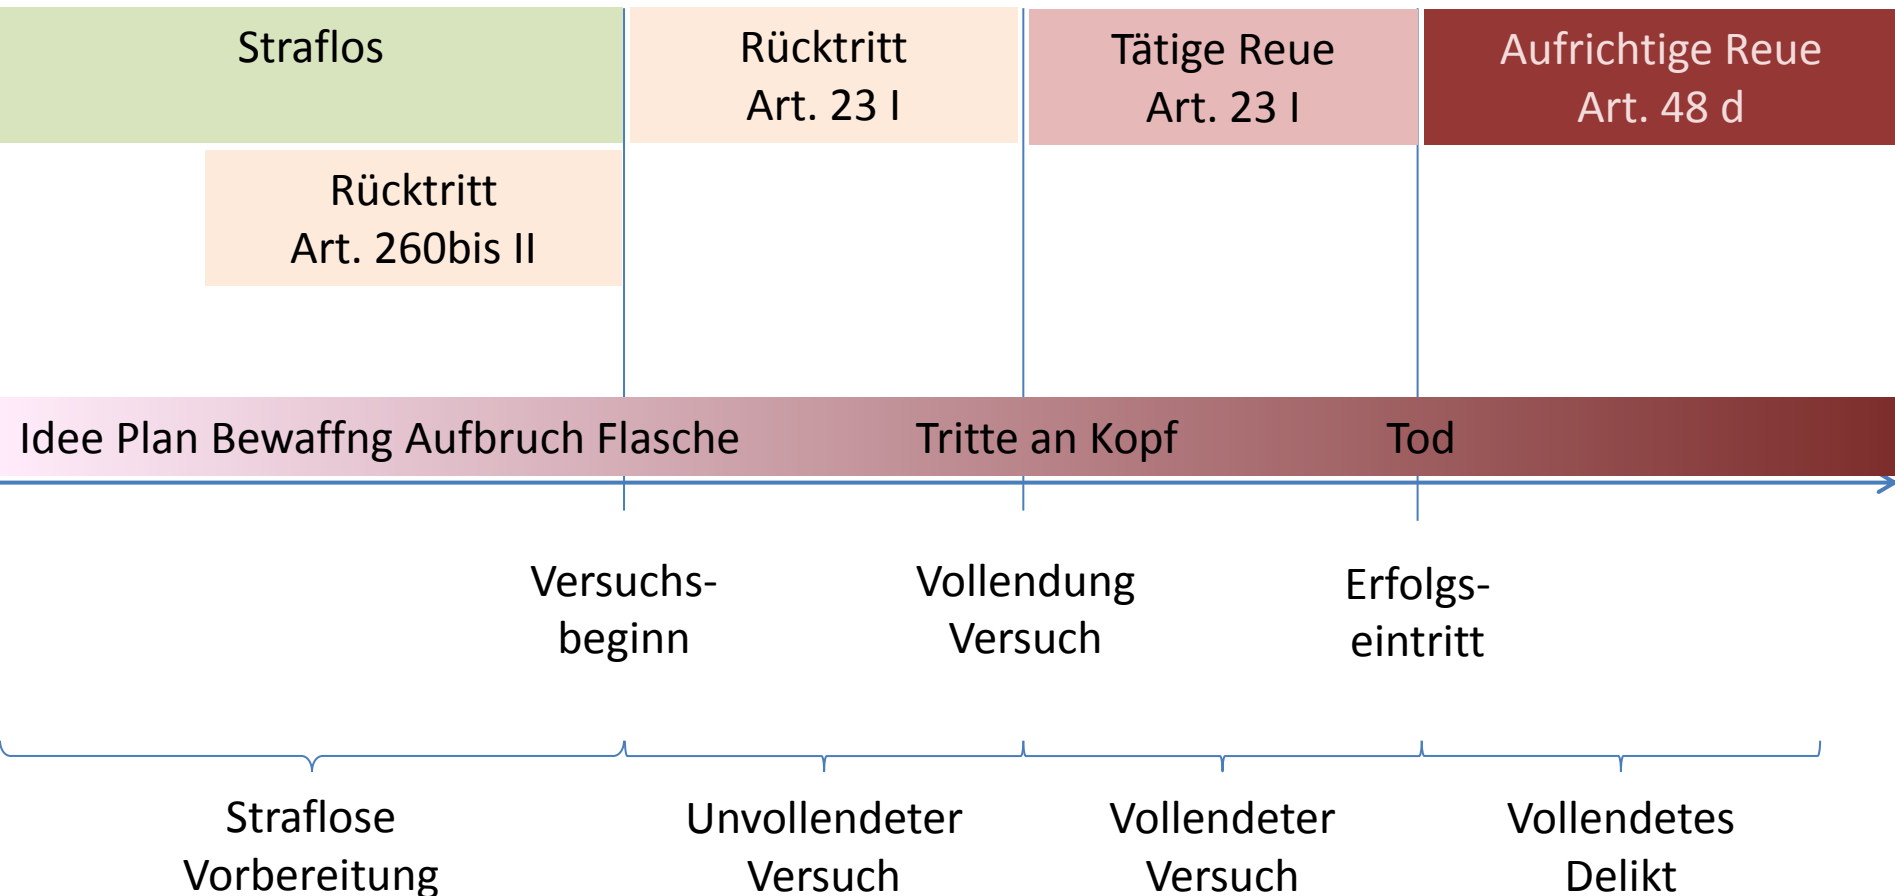 Straflos
Rücktritt
Art. 23 I
Tätige Reue
Art. 23 I
Aufrichtige Reue
Art. 48 d
Rücktritt
Art. 260bis II
Idee Plan Bewaffng Aufbruch Flasche
Tritte an Kopf
Tod
Versuchs-
beginn
Vollendung
Versuch
Erfolgs-
eintritt
Straflose
Vorbereitung
Unvollendeter
Versuch
Vollendeter
Versuch
Vollendetes
Delikt